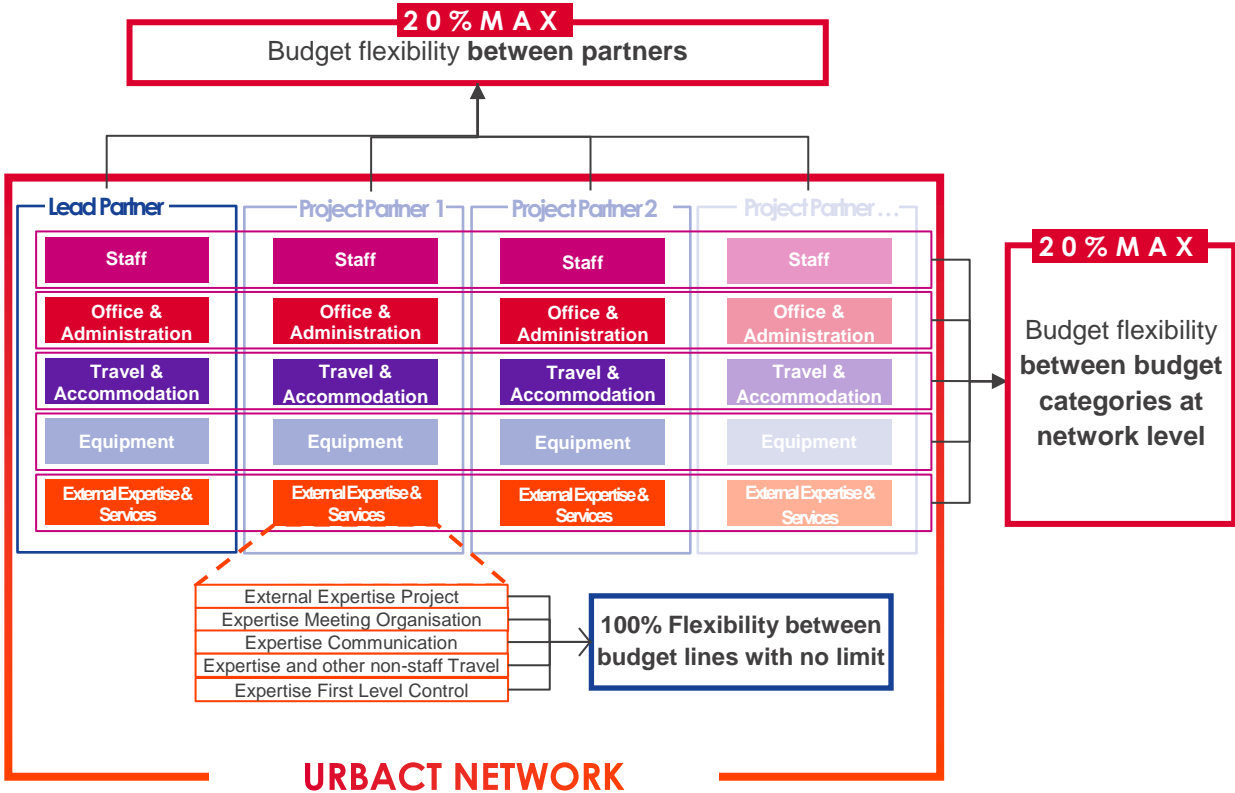 20%MAX
Budget flexibility between partners
Lead Partner
Project Partner 1
Project Partner 2
Project Partner ...
Staff
Staff
Staff
Staff
Office &
Administration
Office &
Administration
Office &
Administration
Office &
Administration
Travel &
Accommodation
Travel &
Accommodation
Travel &
Accommodation
Travel &
Accommodation
Equipment
Equipment
Equipment
Equipment
External Expertise &
Services
External Expertise &
Services
External Expertise &
Services
External Expertise &
Services
20%MAX
Budget flexibility
between budget
categories at
network level
External Expertise Project
Expertise Meeting Organisation
Expertise Communication
Expertise and other non-staff Travel
Expertise First Level Control
100% Flexibility between
budget lines with no limit
URBACT NETWORK